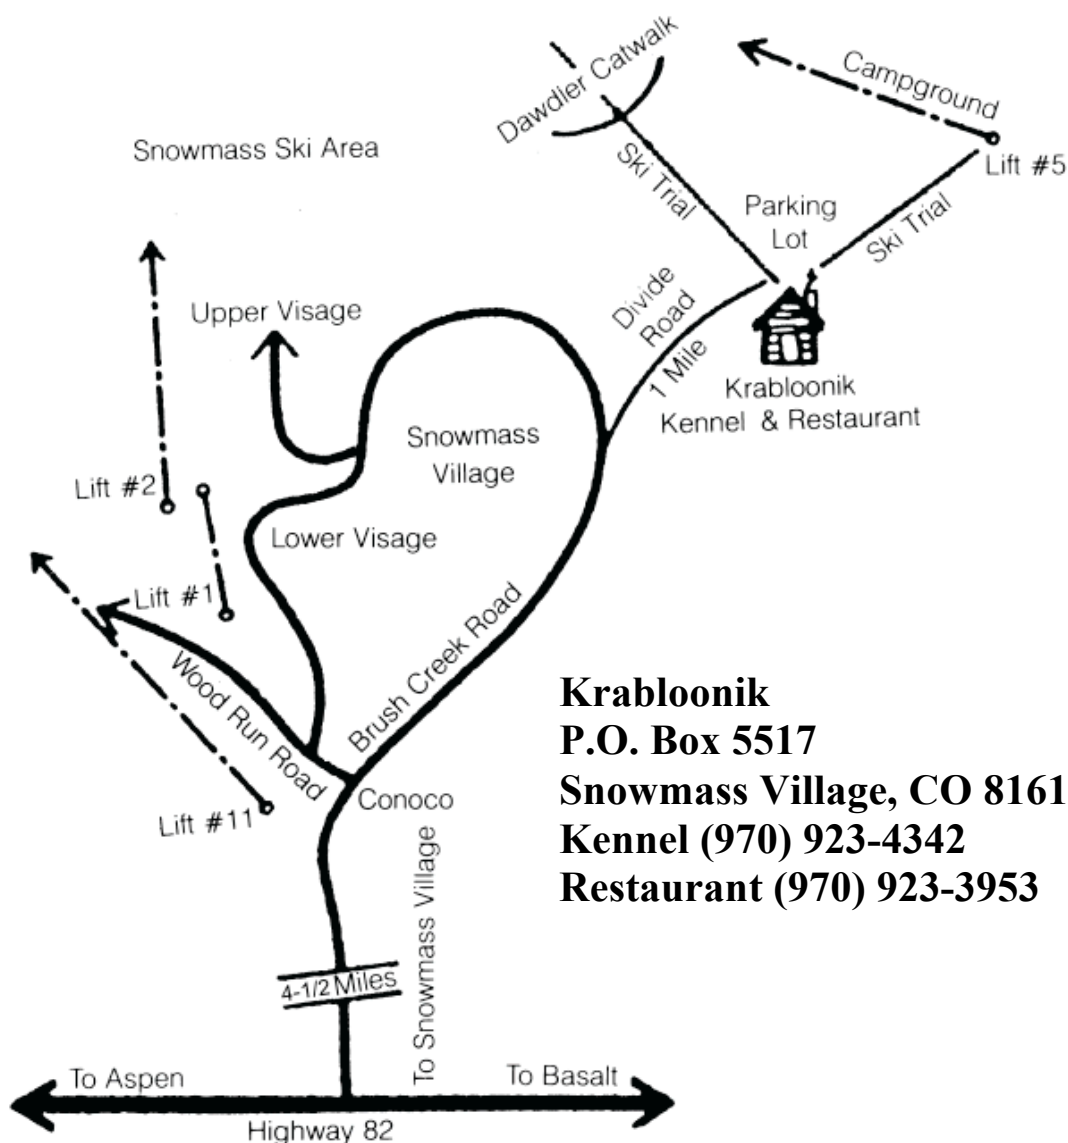 Dawdler Catwalk
Campground
Snowmass Ski Area
Ski Trial
Lift #5
Parking
Lot
Ski Trial
Upper Visage
Divide
Road
1 Mile
Krabloonik
Kennel & Restaurant
Snowmass
Village
Lift #2
Lower Visage
Lift #1
Brush Creek Road
Wood Run Road
Conoco
Lift #11
Krabloonik
P.O. Box 5517
Snowmass Village, CO 8161
Kennel (970) 923-4342
Restaurant (970) 923-3953
To Snowmass Village
4-1/2 Miles
To Aspen
To Basalt
Highway 82